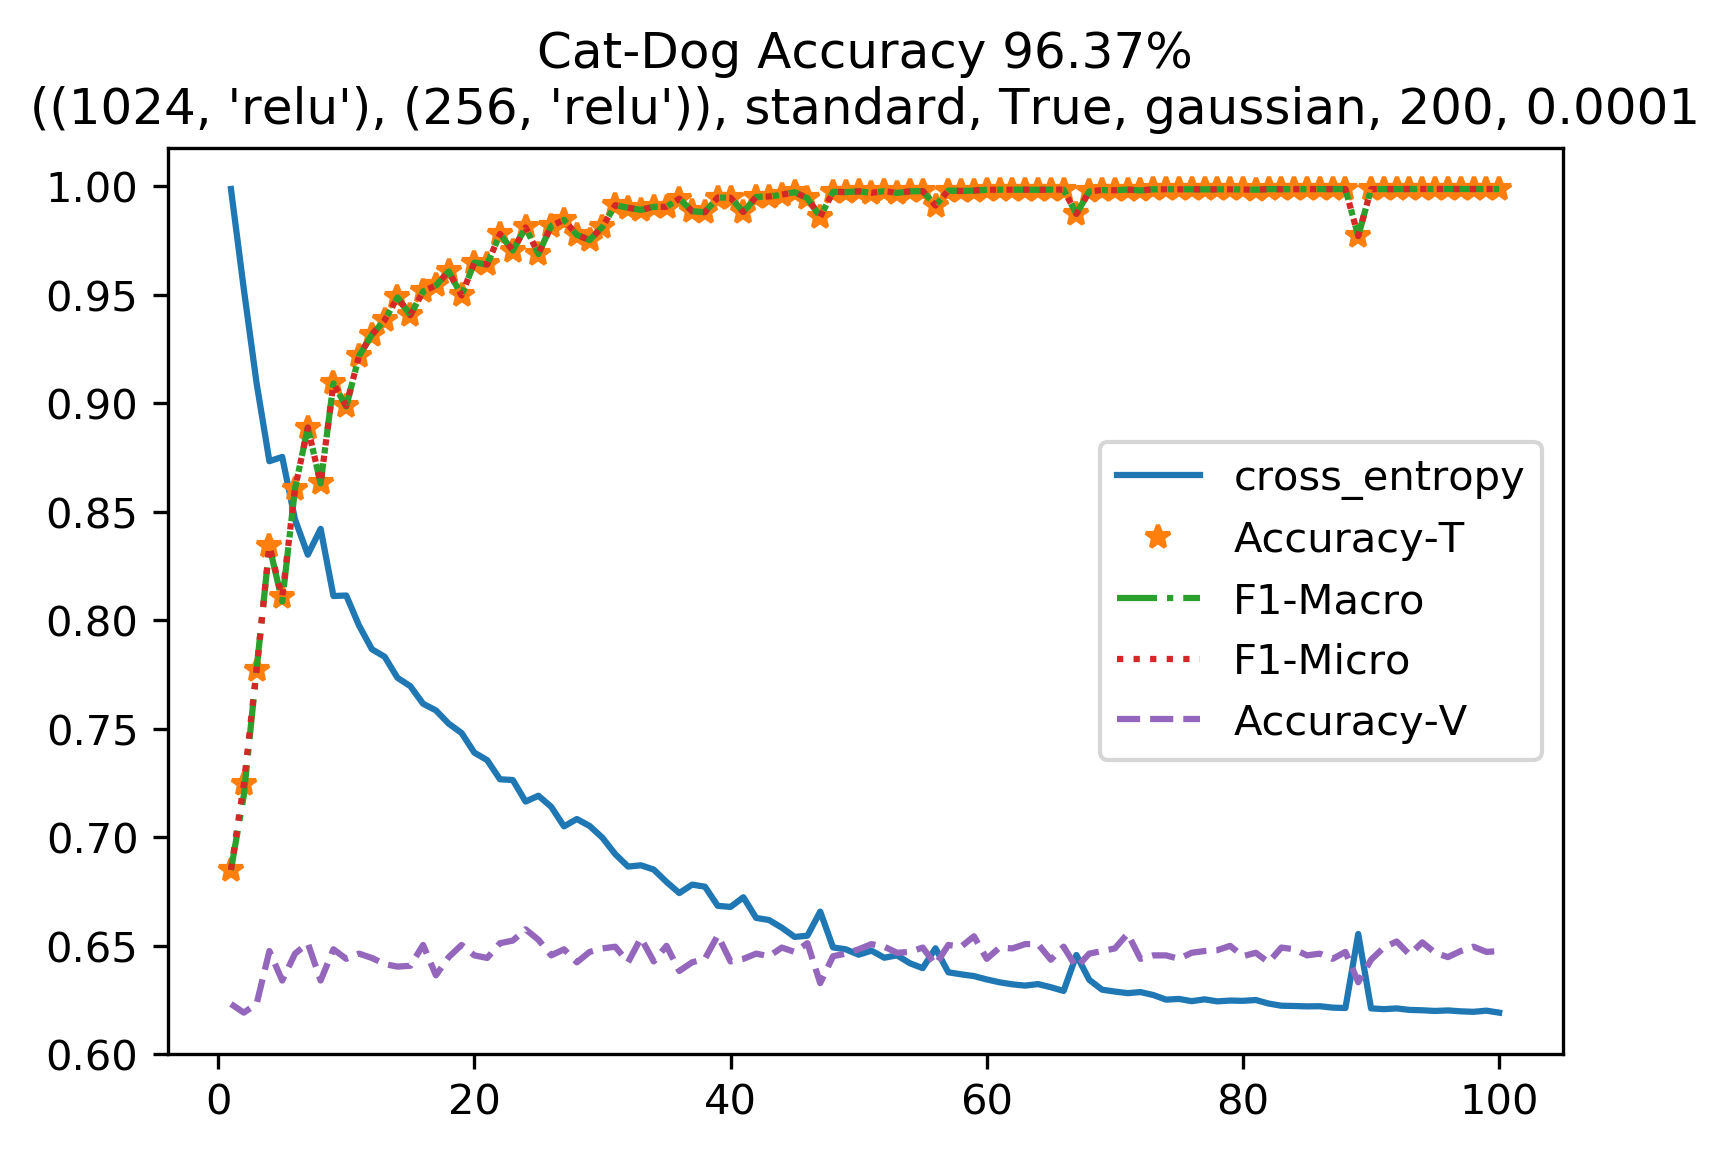 Cat-Dog Accuracy 96.37%
((1024, 'relu'), (256, 'relu')), standard, True, gaussian, 200, 0.0001
1.00
0.95
0.90
0.85
0.80
0.75
0.70
0.65
0.60
cross_entropy
Accuracy-T
F1-Macro
F1-Micro
Accuracy-V
0 20 40 60 80 100